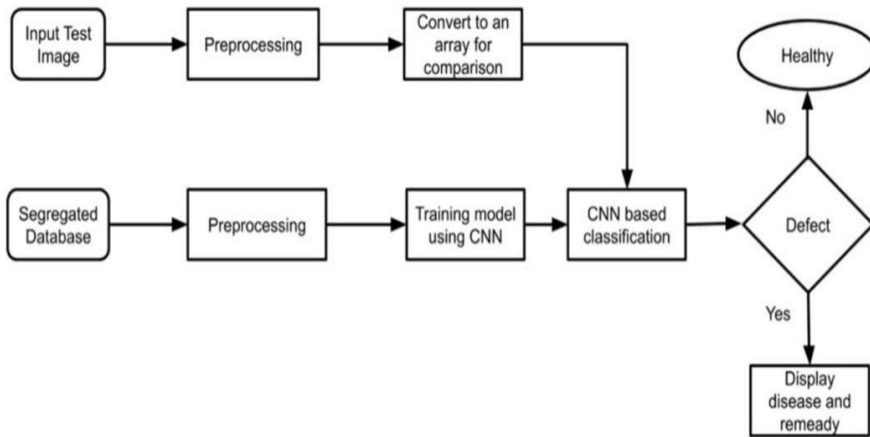 Input Test
Image
Preprocessing
Convert to an
array for
comparison
Healthy
No
Segregated
Database
Preprocessing
Training model
using CNN
CNN based
classification
Defect
Yes
Display
disease and
remeady